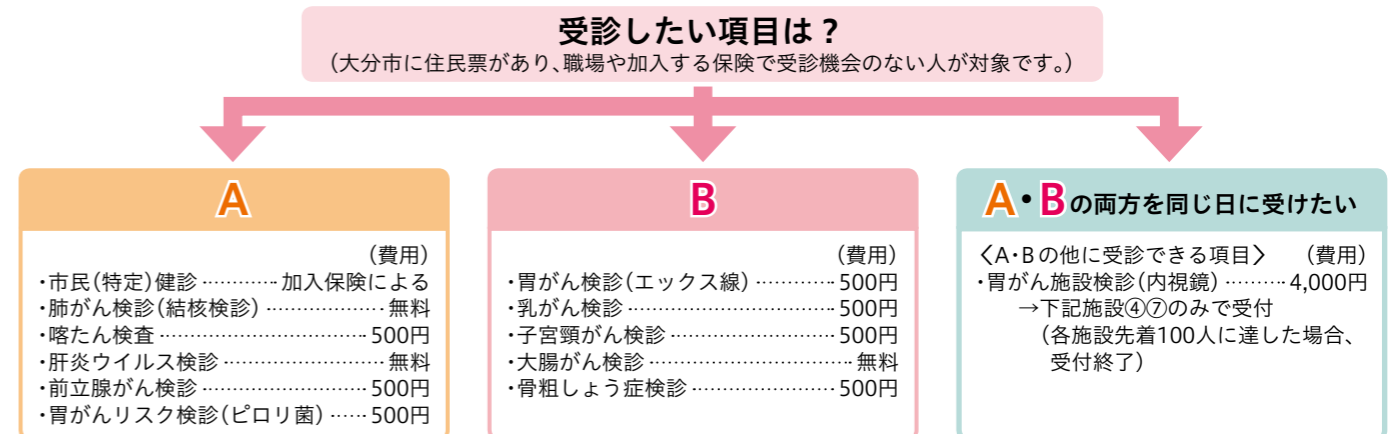 受診したい項目は？
（大分市に住民票があり、職場や加入する保険で受診機会のない人が対象です。）
A
（費用）
・市民（特定）健診…………加入保険による
・肺がん検診（結核検診）…………………無料
・喀たん検査……………………………500円
・肝炎ウイルス検診………………………無料
・前立腺がん検診………………………500円
・胃がんリスク検診（ピロリ菌）……500円
B
（費用）
・胃がん検診（エックス線）…………500円
・乳がん検診……………………………500円
・子宮頸がん検診………………………500円
・大腸がん検診……………………………無料
・骨粗しょう症検診……………………500円
A・Bの両方を同じ日に受けたい
〈A・Bの他に受診できる項目〉（費用）
・胃がん施設検診（内視鏡）………4,000円
→下記施設④⑦のみで受付
（各施設先着100人に達した場合、
受付終了）